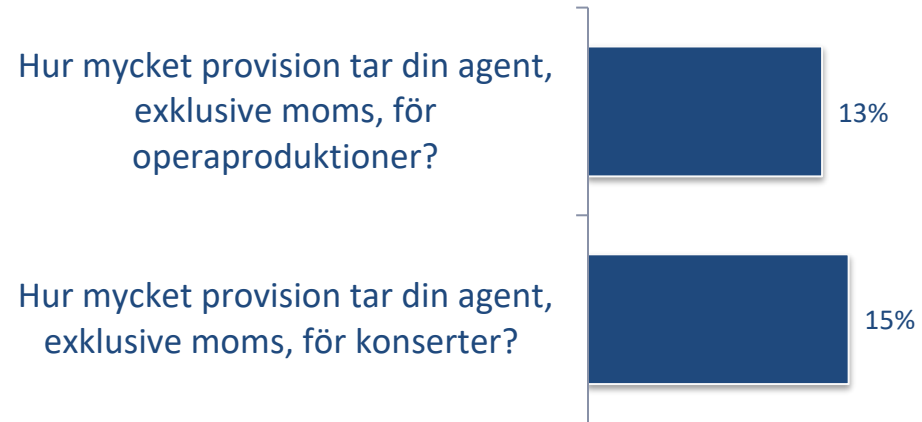 Hur mycket provision tar din agent,
exklusive moms, för
operaproduktioner?
13%
Hur mycket provision tar din agent,
exklusive moms, för konserter?
15%